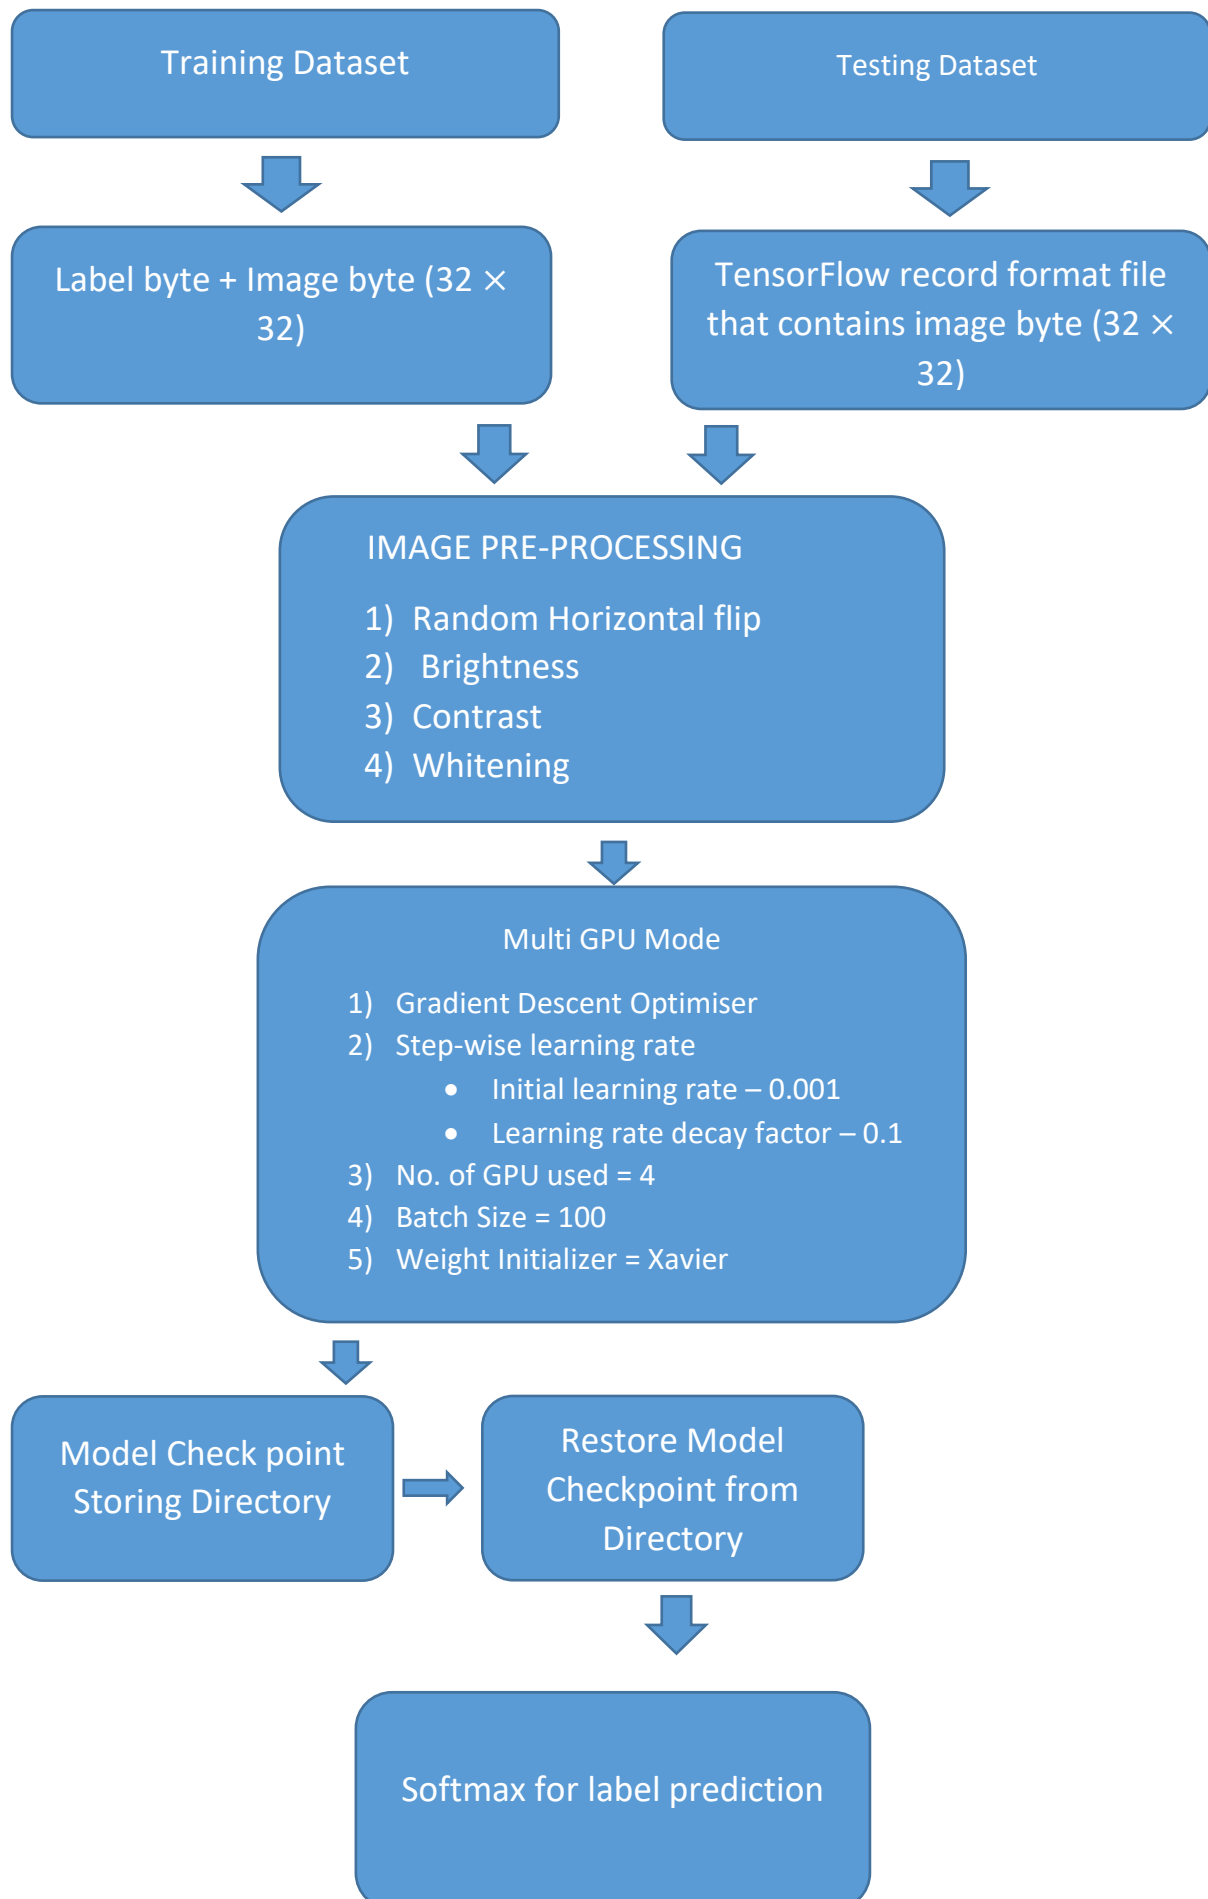 Training Dataset
Testing Dataset
Label byte + Image byte (32 ×
32)
TensorFlow record format file
that contains image byte (32 ×
32)
IMAGE PRE-PROCESSING
1) Random Horizontal flip
2) Brightness
3) Contrast
4) Whitening
Multi GPU Mode
1) Gradient Descent Optimiser
2) Step-wise learning rate
• Initial learning rate – 0.001
• Learning rate decay factor – 0.1
3) No. of GPU used = 4
4) Batch Size = 100
5) Weight Initializer = Xavier
Model Check point
Storing Directory
Restore Model
Checkpoint from
Directory
Softmax for label prediction